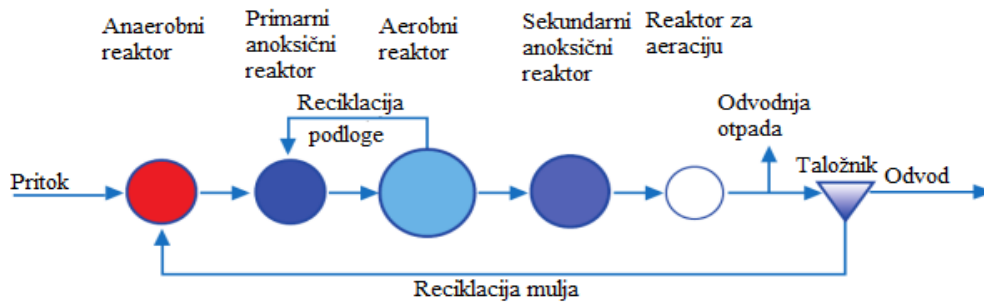 Anaerobni
reaktor
Primarni
anoksični
reaktor
Aerobni
reaktor
Sekundarni
anoksični
reaktor
Reaktor za
aeraciju
Reciklacija
podloge
Odvodnja
otpada
Taložnik
Pritok
Odvod
Reciklacija mulja